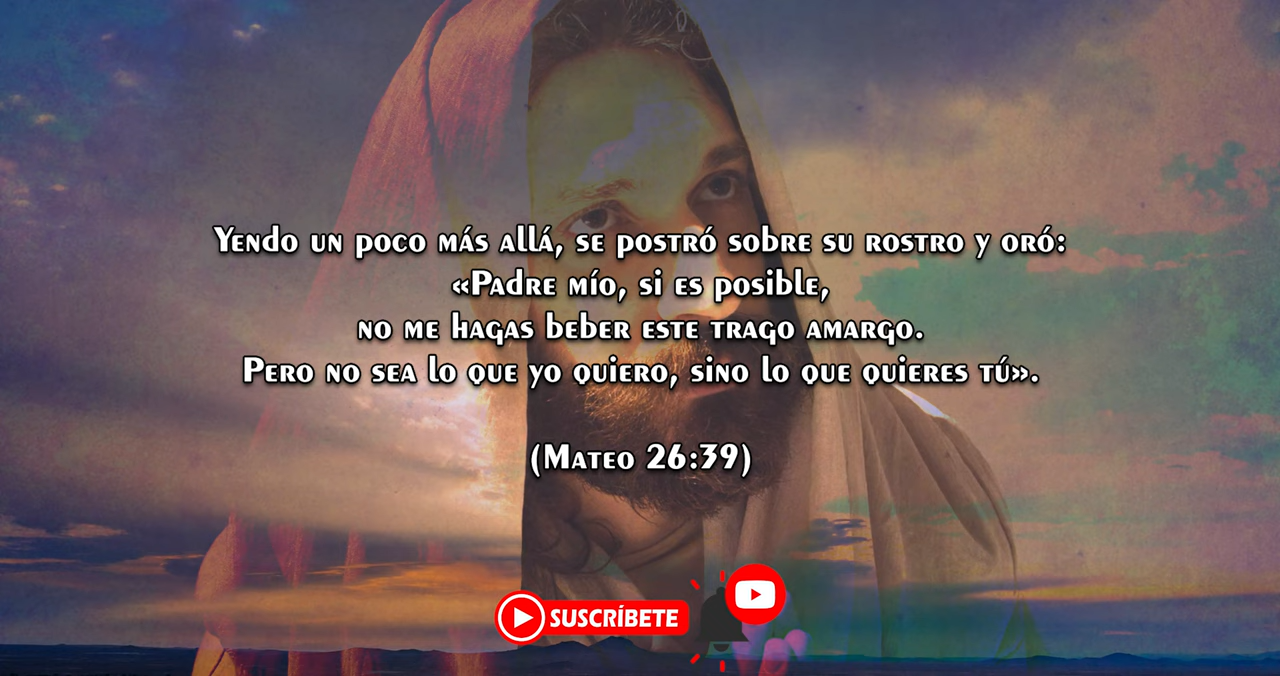 Yendo un poco más allá, se postró sobre su rostro y oró:
«Padre mío, si es posible,
no me hagas beber este trago amargo.
Pero no sea lo que yo quiero, sino lo que quieres tú».
(Mateo 26:39)
SUSCRÍBETE